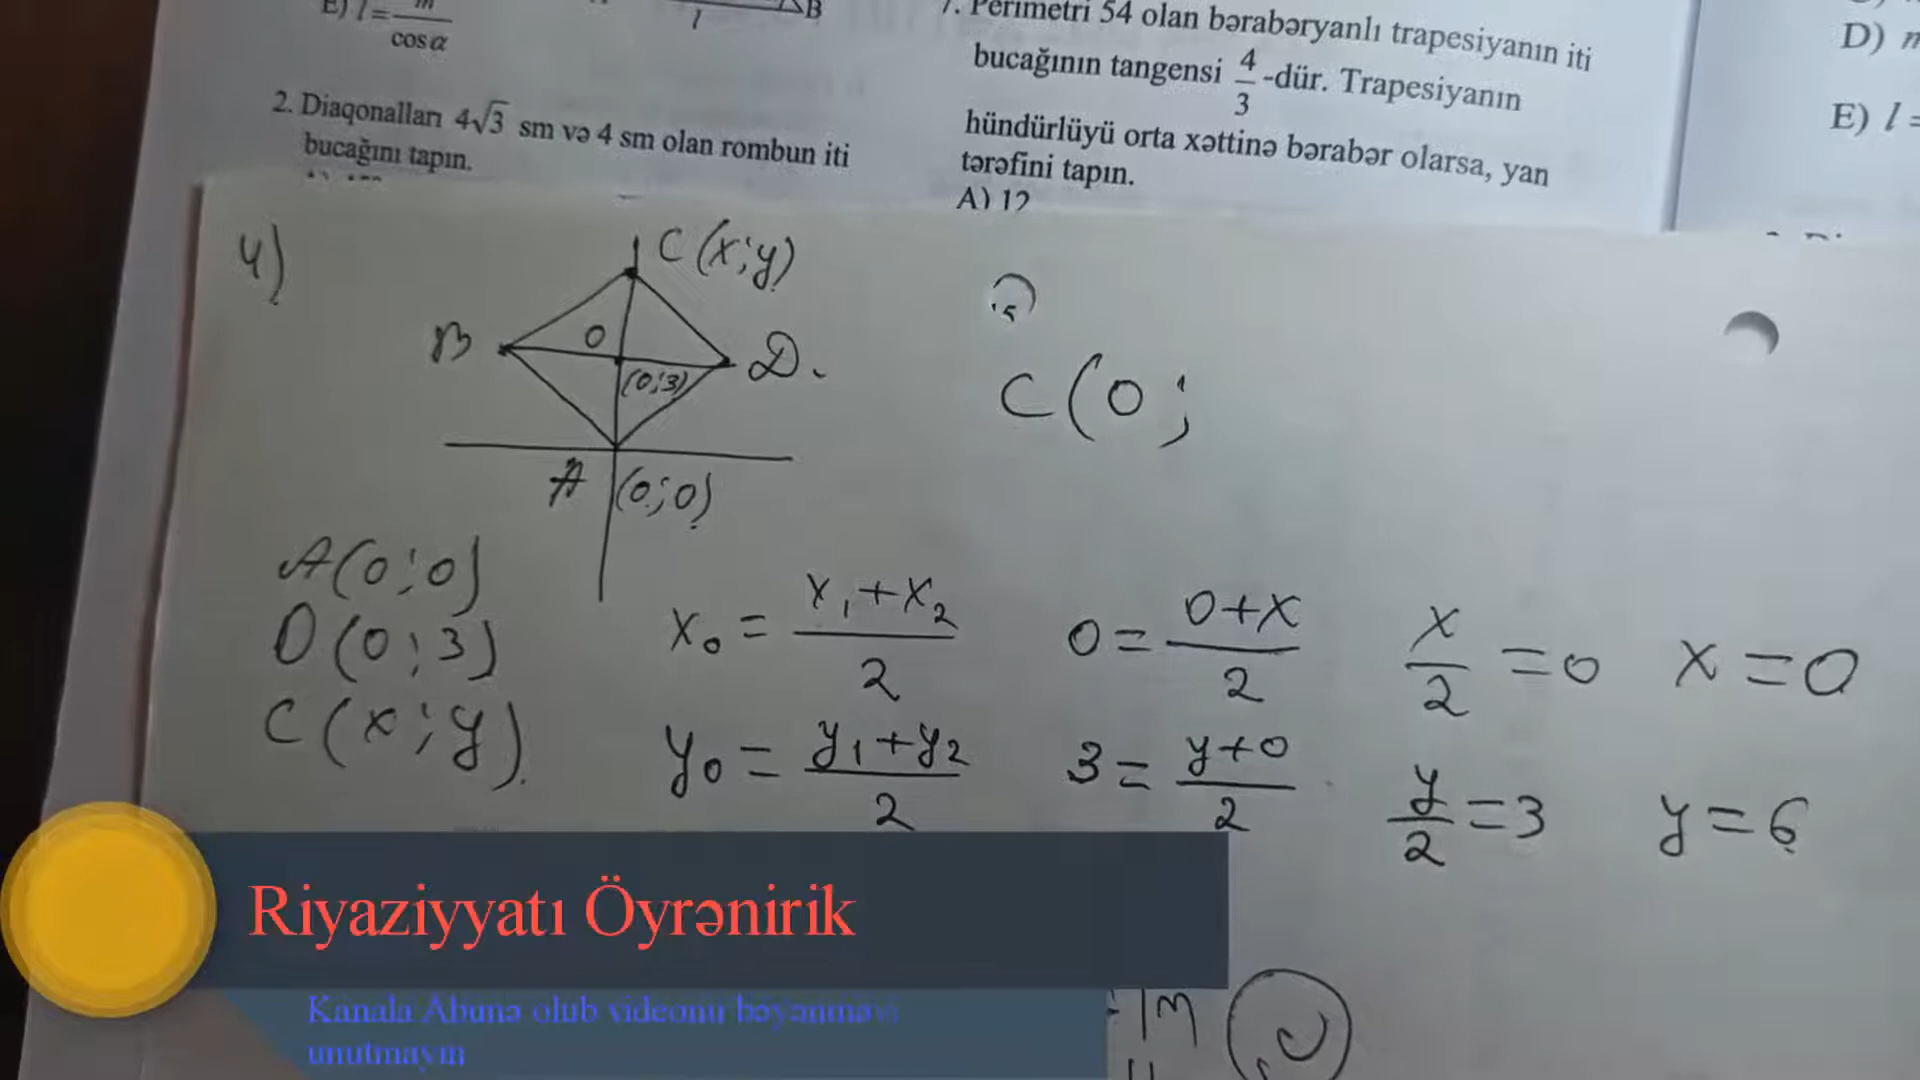 E) l = m/cosα
l
B
2. Diaqonalları 4√3 sm və 4 sm olan rombun iti
bucağını tapın.
7. Perimetri 54 olan bərabəryanlı trapesiyanın iti
bucağının tangensi 4/3 -dür. Trapesiyanın
hündürlüyü orta xəttinə bərabər olarsa, yan
tərəfini tapın.
A) 12
D) m
E) l =
4)
C (x;y)
B
O
D.
(0;3)
A (0;0)
C(0;
A(0;0)
O(0;3)
C(x;y).
x₀ = x₁+x₂/2
0 = 0+x/2
x/2 = 0
x = 0
y₀ = y₁+y₂/2
3 = y+0/2
y/2 = 3
y = 6
Riyaziyyatı Öyrənirik
Kanala Abunə olub videonu bəyənməyi
unutmayın